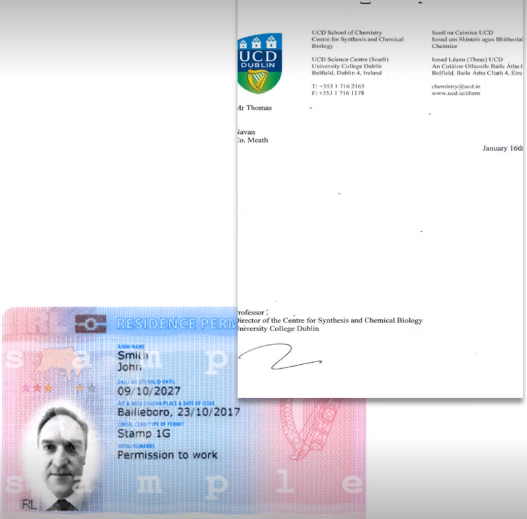 UCD School of Chemistry
Centre for Synthesis and Chemical
Biology
UCD Science Centre (South)
University College Dublin
Belfield, Dublin 4, Ireland
T: +353 1 716 2165
F: +353 1 716 1178
Scoil na Ceimice UCD
Ionad um Shintéis agus Bhitheolaí
Cheimice
Ionad Léann (Theas) UCD
An Coláiste Ollscoile Baile Átha C
Belfield, Baile Átha Cliath 4, Eire
chemistry@ucd.ie
www.ucd.ie/chem
UCD
DUBLIN
Mr Thomas
Navan
Co. Meath
January 16th
Professor
Director of the Centre for Synthesis and Chemical Biology
University College Dublin
RESIDENCE PERM
Smith
John
09/10/2027
Bailieboro, 23/10/2017
Stamp 1G
Permission to work
s a m p l e
s a m p l e
RL